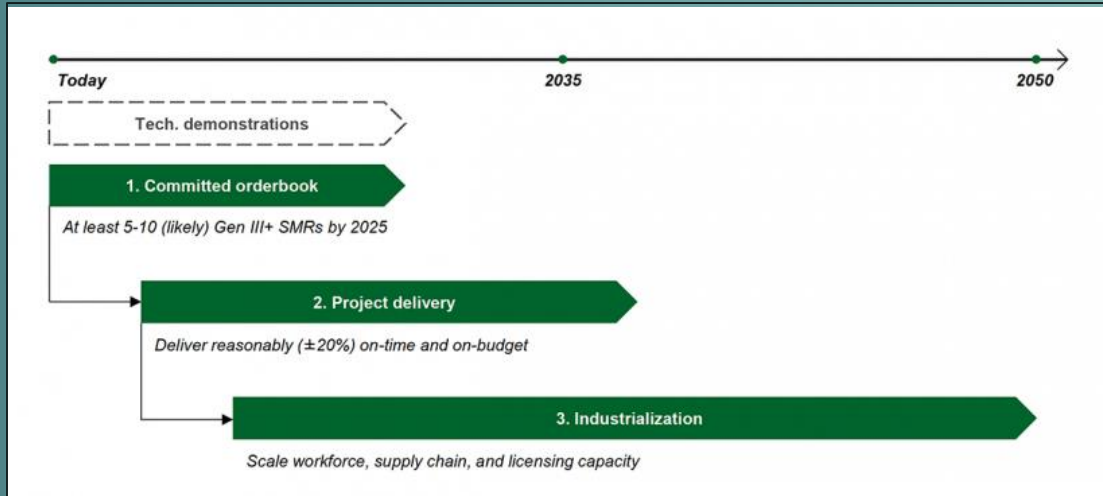 Today 2035 2050
Tech. demonstrations
1. Committed orderbook
At least 5-10 (likely) Gen III+ SMRs by 2025
2. Project delivery
Deliver reasonably (±20%) on-time and on-budget
3. Industrialization
Scale workforce, supply chain, and licensing capacity